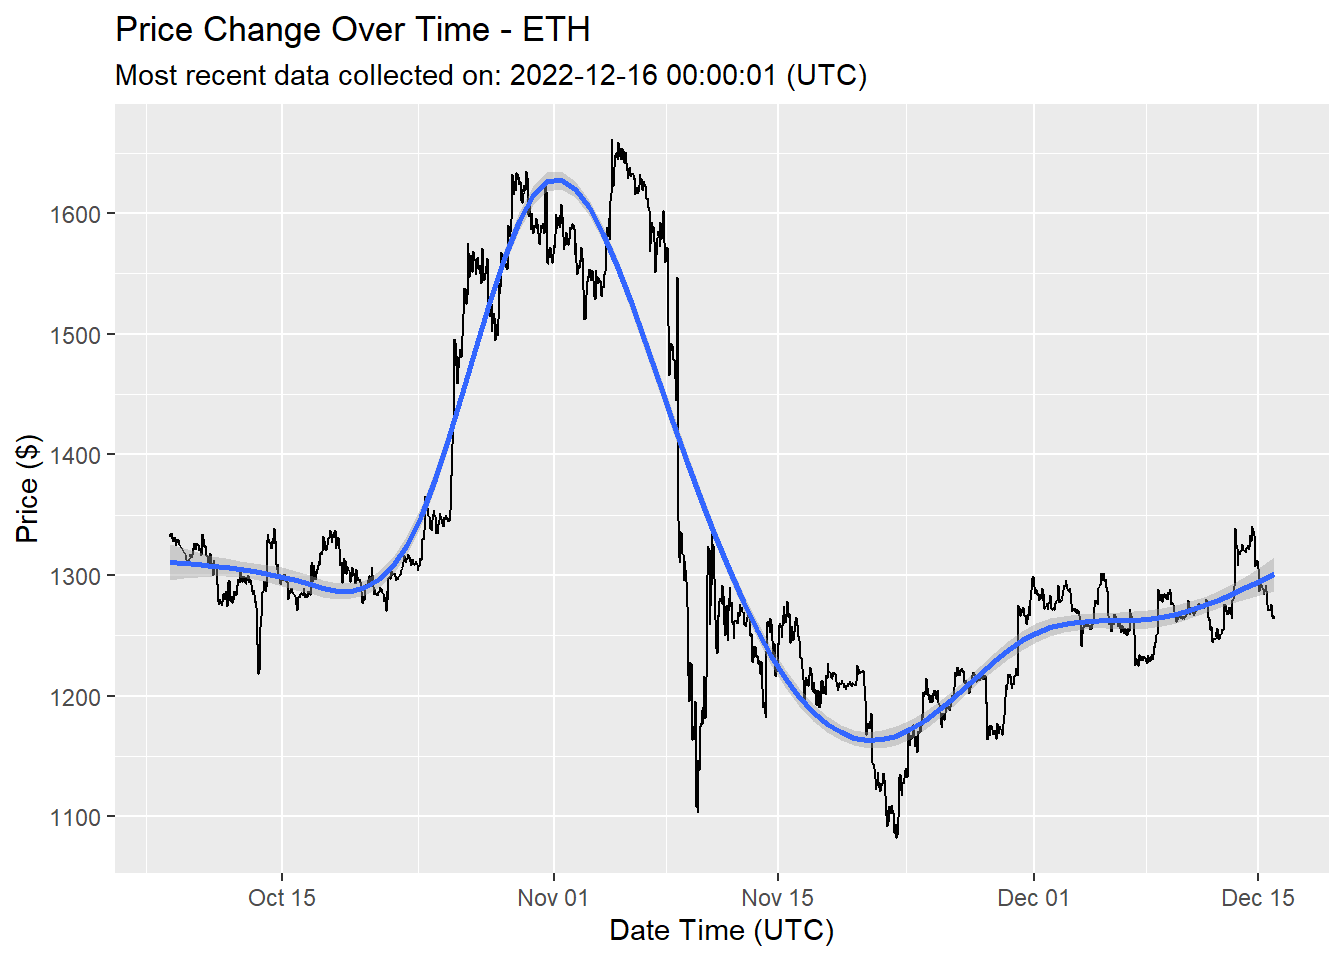 Price Change Over Time - ETH
Most recent data collected on: 2022-12-16 00:00:01 (UTC)
Price ($)
1600
1500
1400
1300
1200
1100
Oct 15
Nov 01
Nov 15
Dec 01
Dec 15
Date Time (UTC)